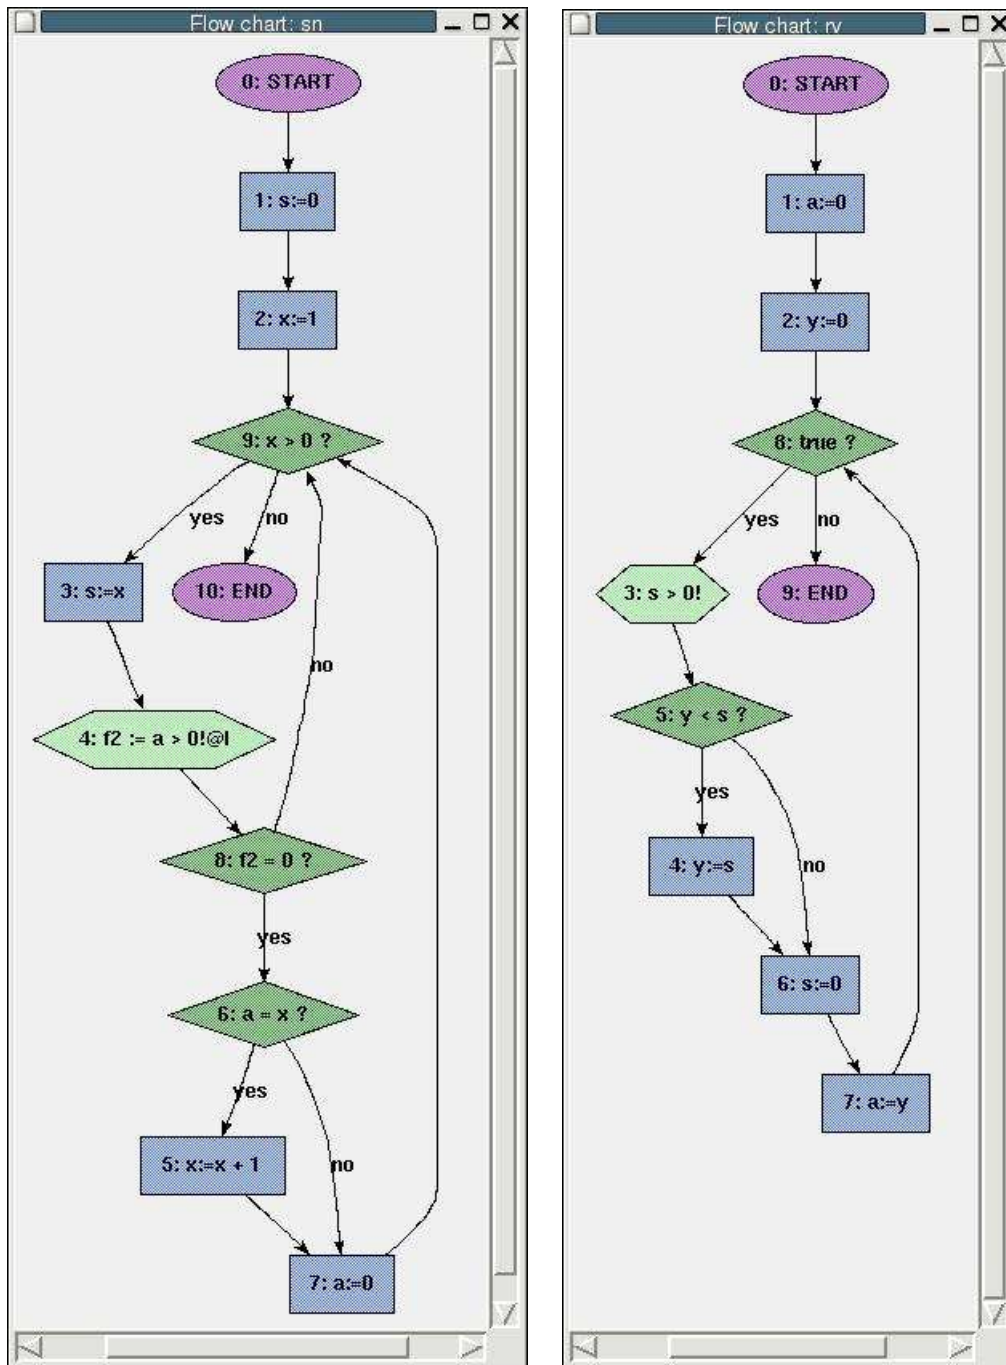 Flow chart: sn
0: START
1: s:=0
2: x:=1
9: x > 0 ?
yes
no
3: s:=x
10: END
no
4: f2 := a > 0!@l
8: f2 = 0 ?
yes
6: a = x ?
yes
5: x:=x + 1
no
7: a:=0
Flow chart: rv
0: START
1: a:=0
2: y:=0
8: true ?
yes
no
3: s > 0!
9: END
5: y < s ?
yes
4: y:=s
no
6: s:=0
7: a:=y